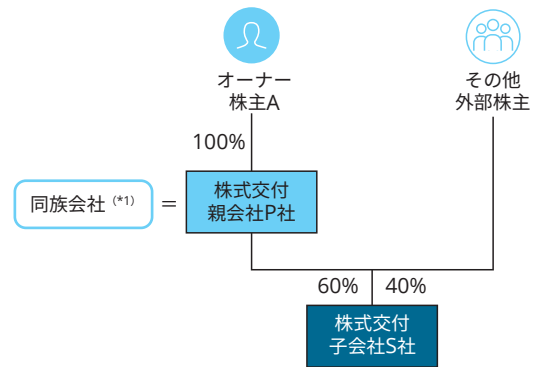 オーナー
株主A
その他
外部株主
100%
同族会社 (*1)
=
株式交付
親会社P社
60%
40%
株式交付
子会社S社